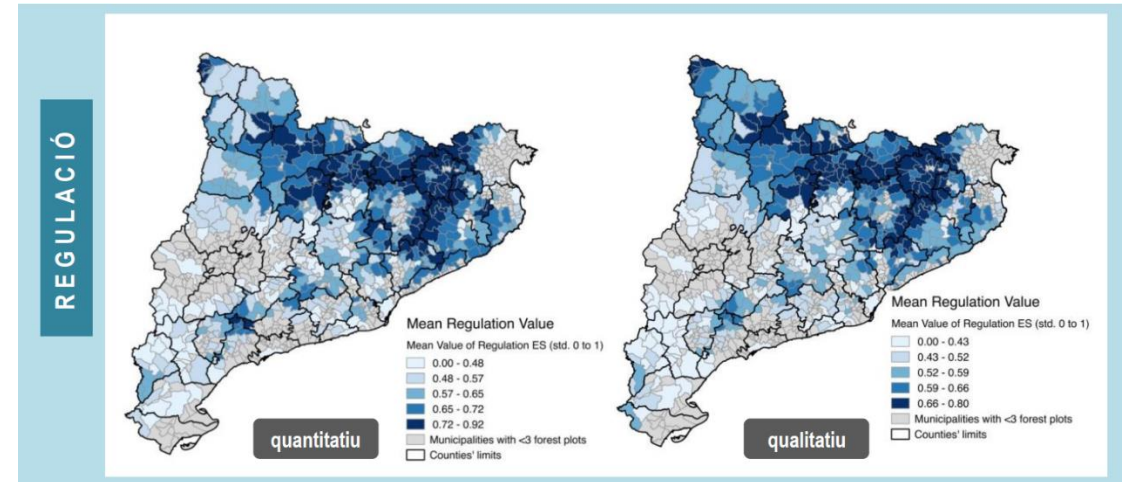 REGULACIÓ
Mean Regulation Value
Mean Value of Regulation ES (std. 0 to 1)
0.00 - 0.48
0.48 - 0.57
0.57 - 0.65
0.65 - 0.72
0.72 - 0.92
Municipalities with <3 forest plots
Counties' limits
quantitatiu
Mean Regulation Value
Mean Value of Regulation ES (std. 0 to 1)
0.00 - 0.43
0.43 - 0.52
0.52 - 0.59
0.59 - 0.66
0.66 - 0.80
Municipalities with <3 forest plots
Counties' limits
qualitatiu